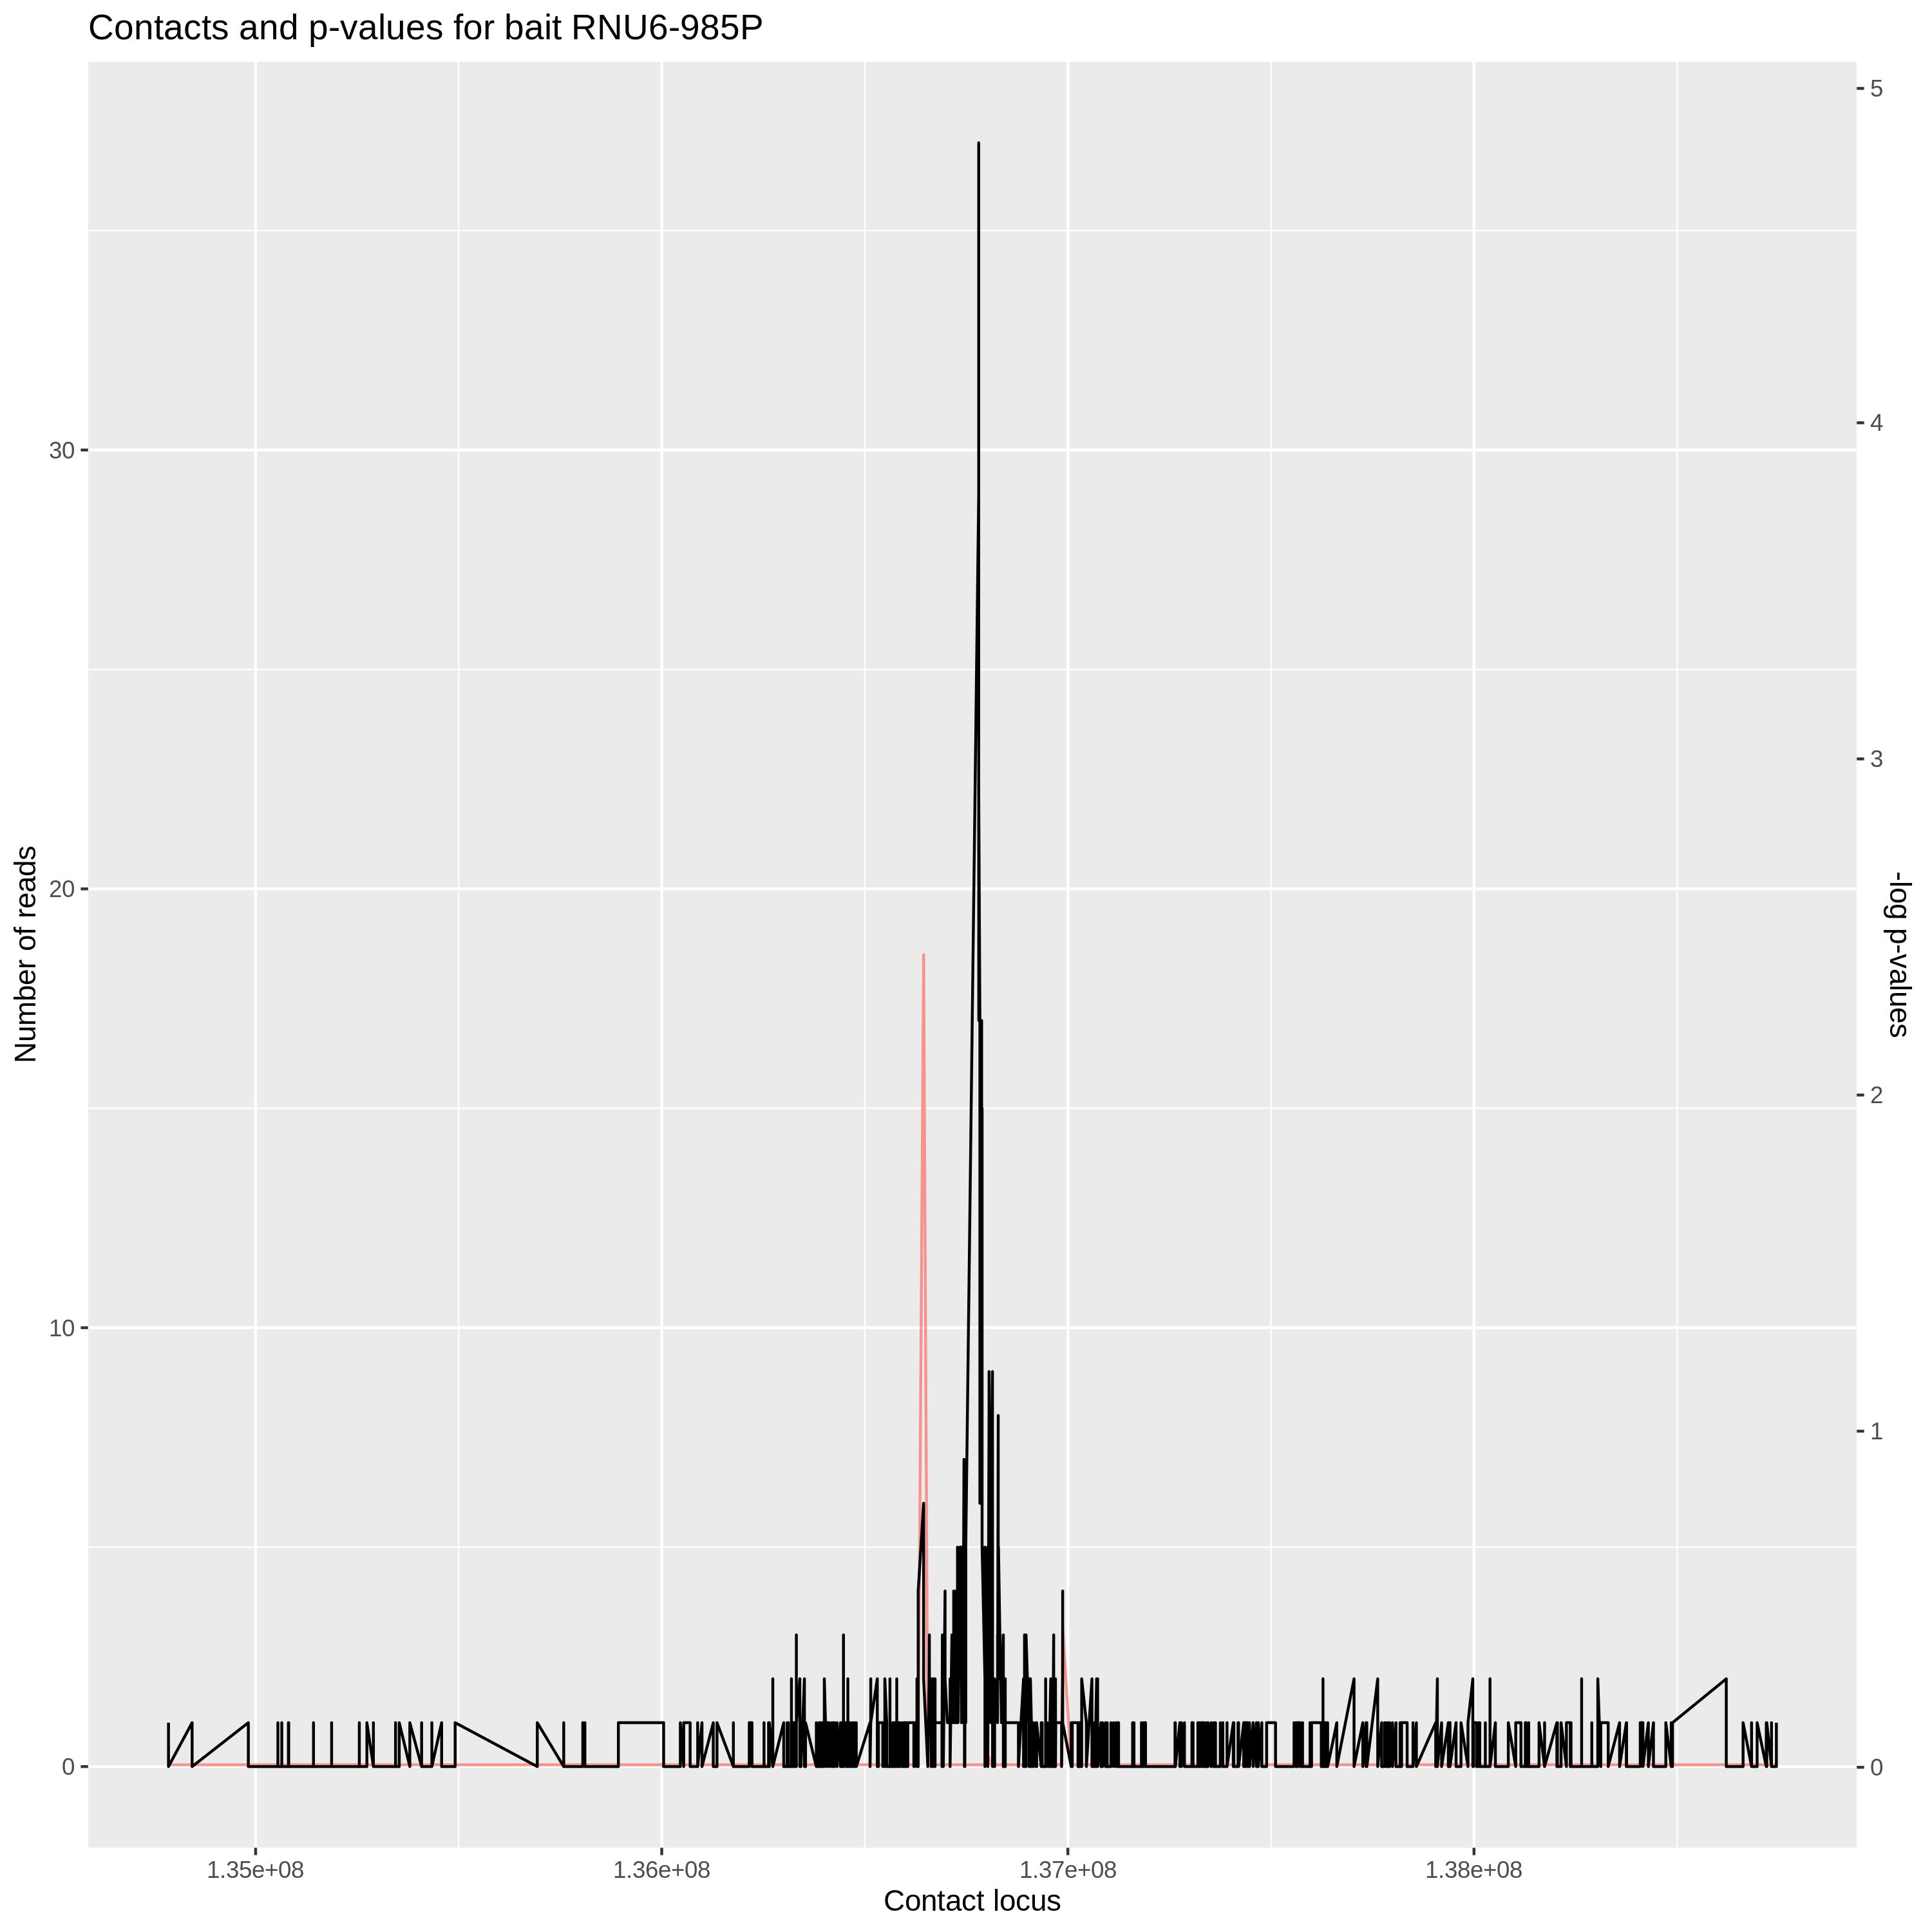 Contacts and p-values for bait RNU6-985P
5
4
30
3
20
2
10
1
0
0
Number of reads
-log p-values
1.35e+08
1.36e+08
1.37e+08
1.38e+08
Contact locus